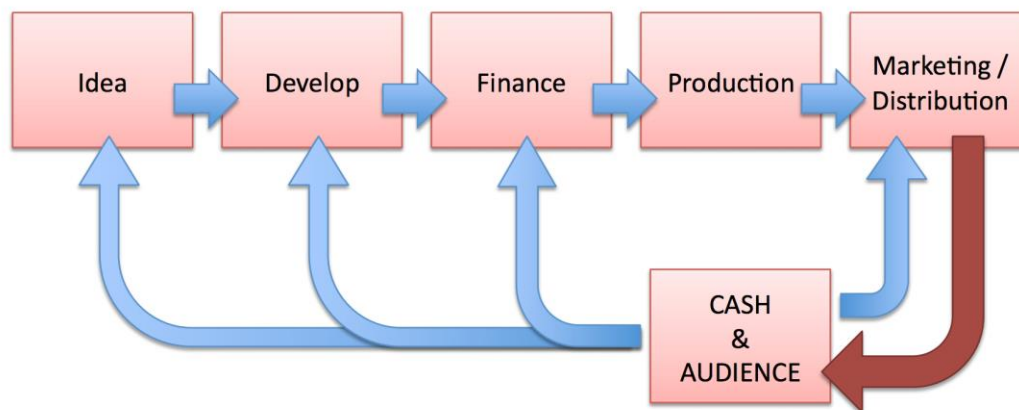 Idea
Develop
Finance
Production
Marketing /
Distribution
CASH
&
AUDIENCE